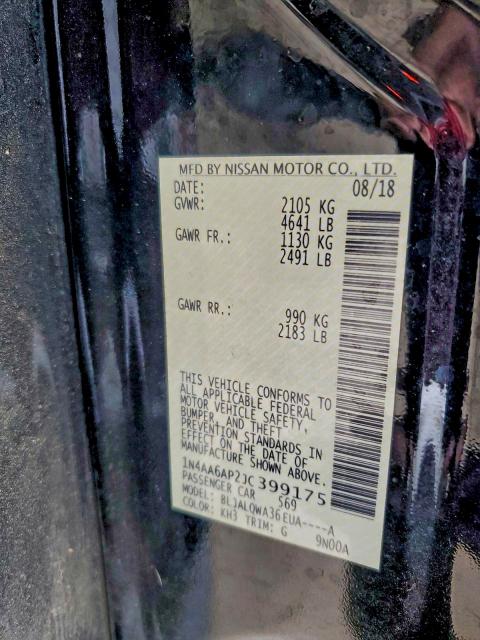 MFD BY NISSAN MOTOR CO., LTD.
DATE: 08/18
GVWR: 2105 KG
4641 LB
GAWR FR.: 1130 KG
2491 LB
GAWR RR.: 990 KG
2183 LB
THIS VEHICLE CONFORMS TO
ALL APPLICABLE FEDERAL
MOTOR VEHICLE SAFETY,
BUMPER, AND THEFT
PREVENTION STANDARDS IN
EFFECT ON THE DATE OF
MANUFACTURE SHOWN ABOVE.
1N4AA6AP2JC399175
PASSENGER CAR S69
MODEL: BLJALQWA36EUA----A
COLOR: KH3 TRIM: G 9N00A